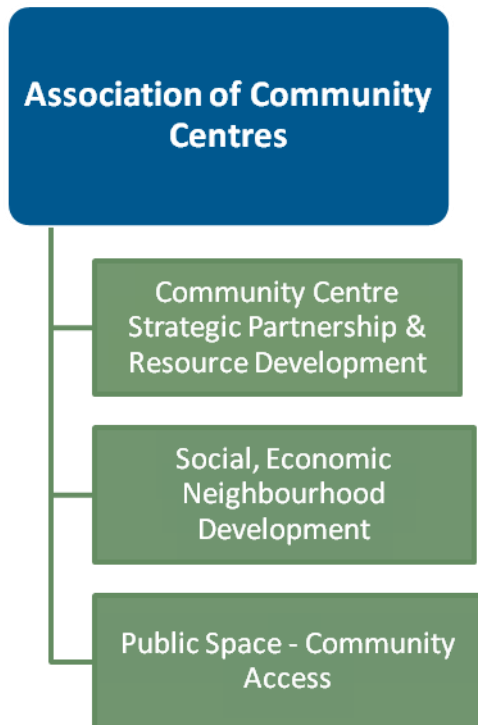 Association of Community
Centres
Community Centre
Strategic Partnership &
Resource Development
Social, Economic
Neighbourhood
Development
Public Space - Community
Access